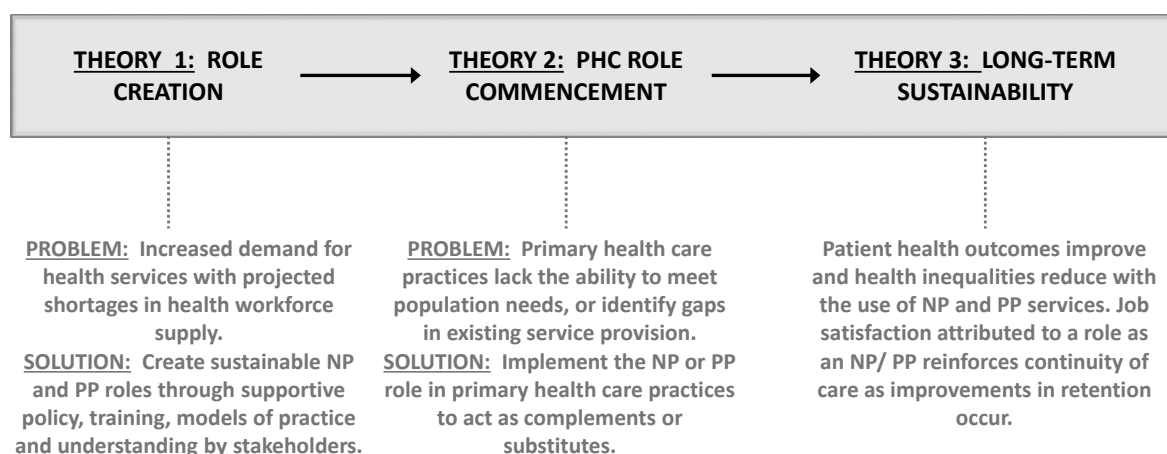 THEORY 1: ROLE
CREATION
THEORY 2: PHC ROLE
COMMENCEMENT
THEORY 3: LONG-TERM
SUSTAINABILITY
PROBLEM: Increased demand for
health services with projected
shortages in health workforce
supply.
SOLUTION: Create sustainable NP
and PP roles through supportive
policy, training, models of practice
and understanding by stakeholders.
PROBLEM: Primary health care
practices lack the ability to meet
population needs, or identify gaps
in existing service provision.
SOLUTION: Implement the NP or PP
role in primary health care practices
to act as complements or
substitutes.
Patient health outcomes improve
and health inequalities reduce with
the use of NP and PP services. Job
satisfaction attributed to a role as
an NP/ PP reinforces continuity of
care as improvements in retention
occur.